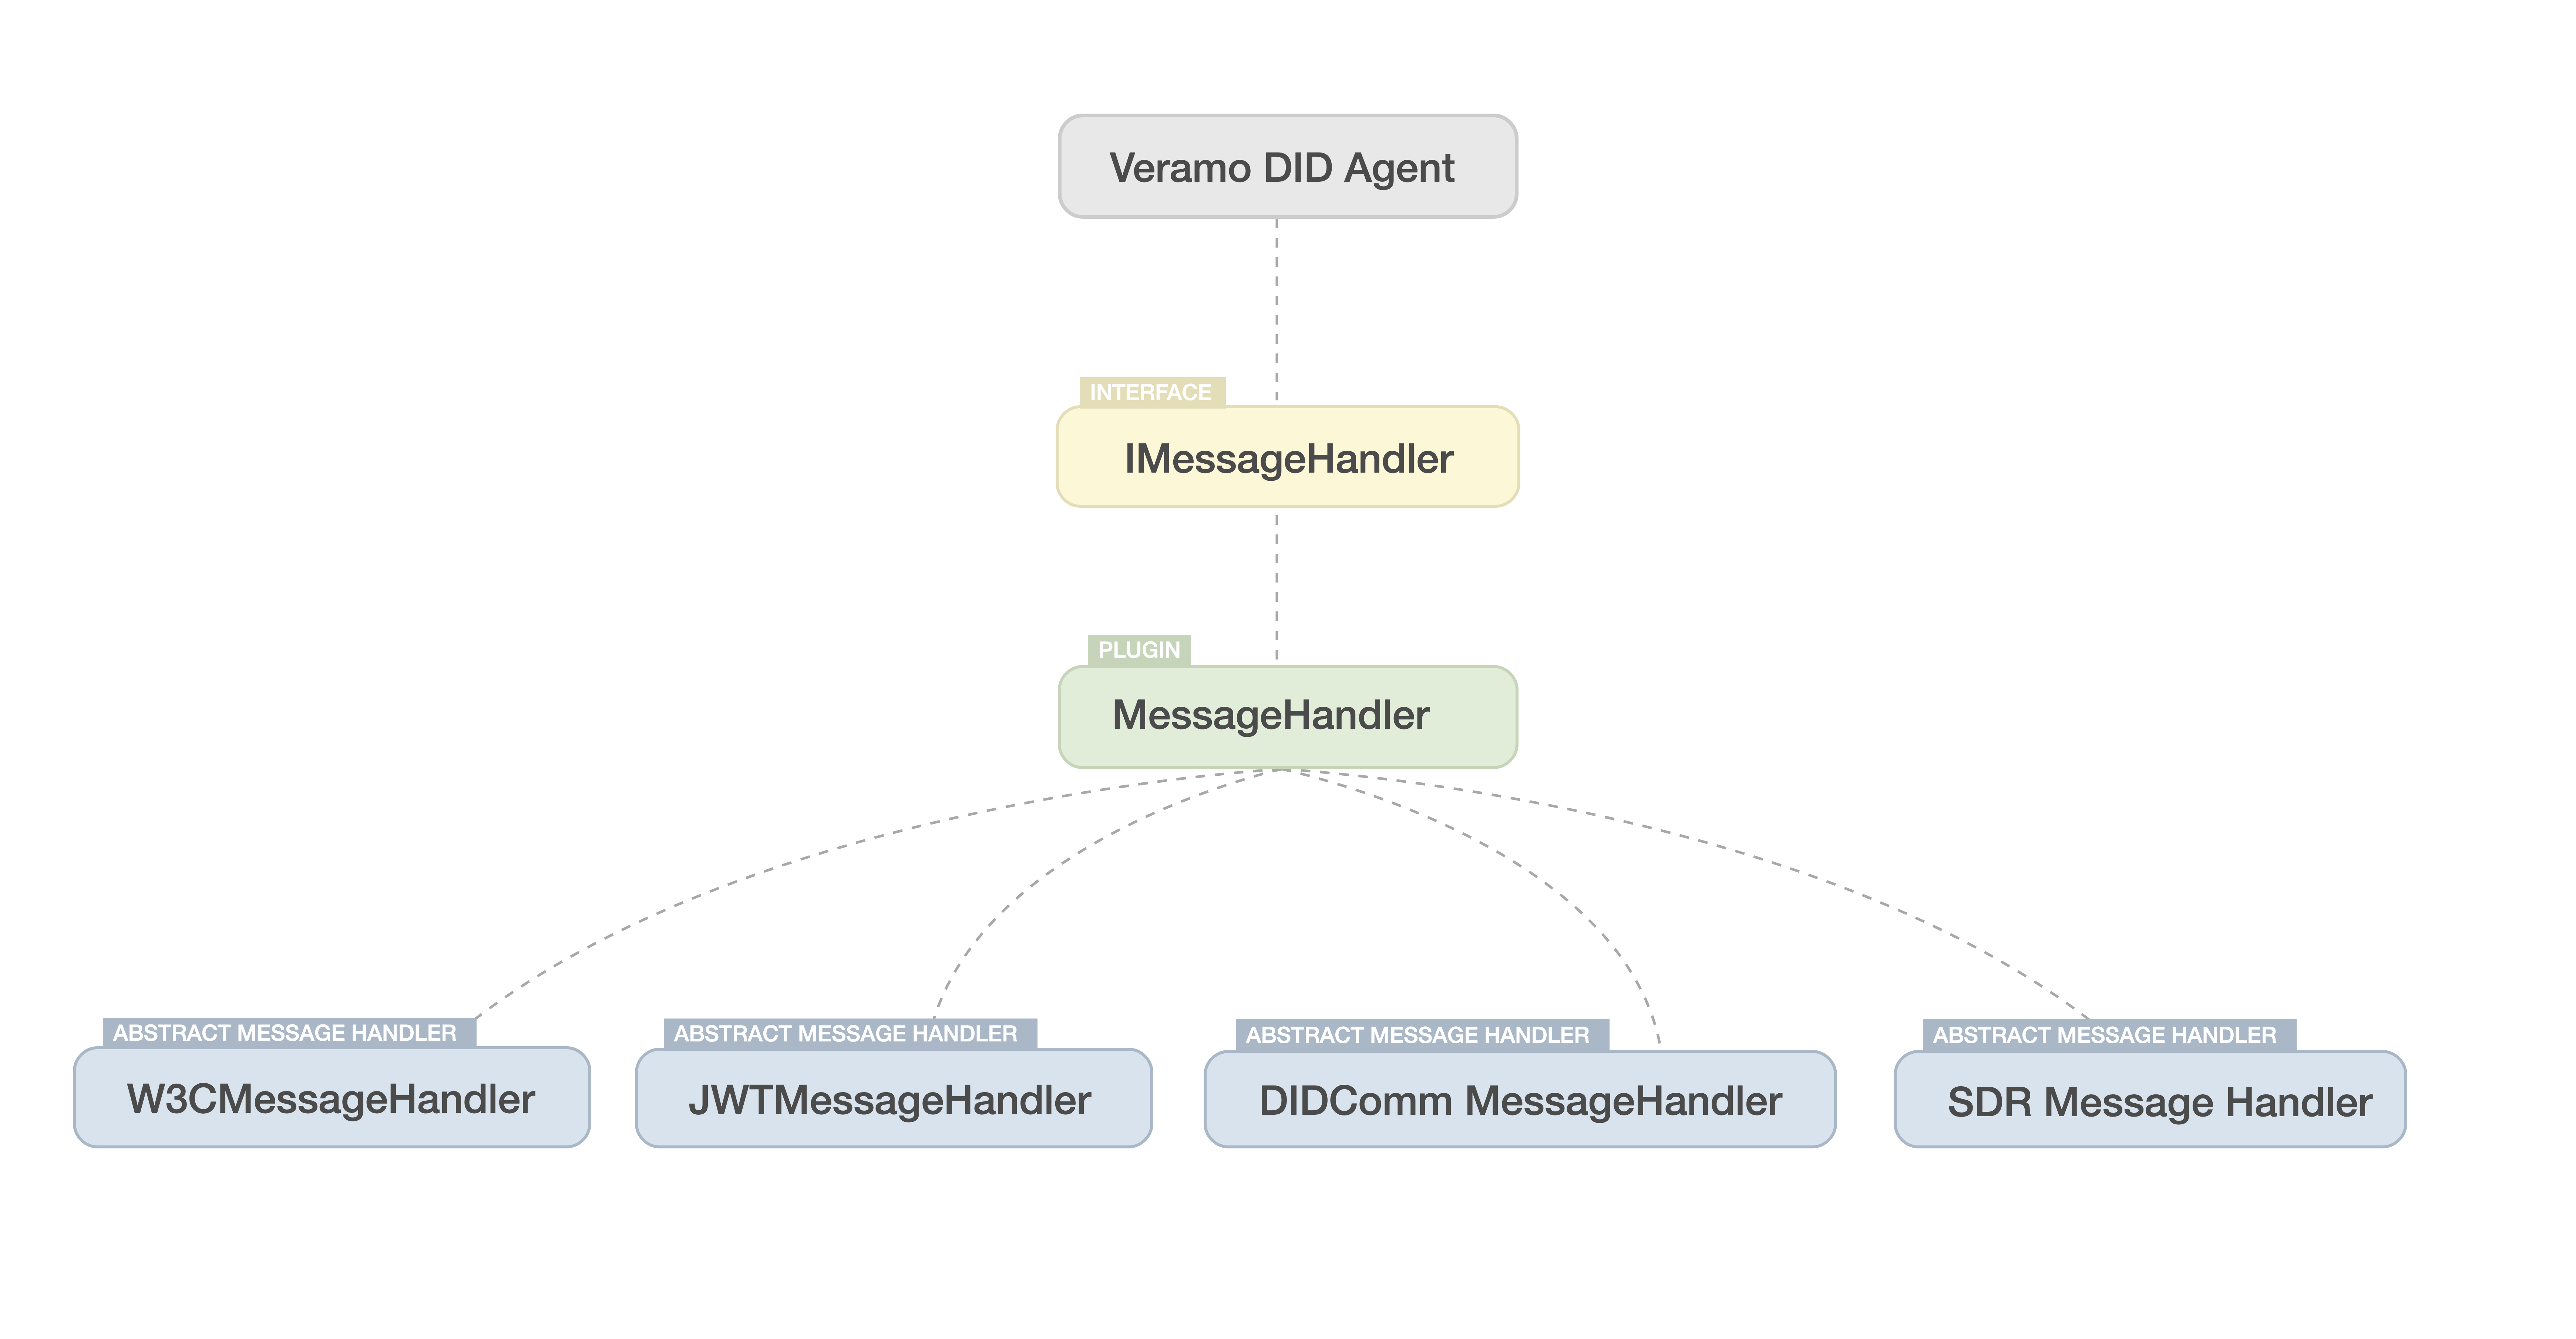 Veramo DID Agent
INTERFACE
IMessageHandler
PLUGIN
MessageHandler
ABSTRACT MESSAGE HANDLER
W3CMessageHandler
ABSTRACT MESSAGE HANDLER
JWTMessageHandler
ABSTRACT MESSAGE HANDLER
DIDComm MessageHandler
ABSTRACT MESSAGE HANDLER
SDR Message Handler